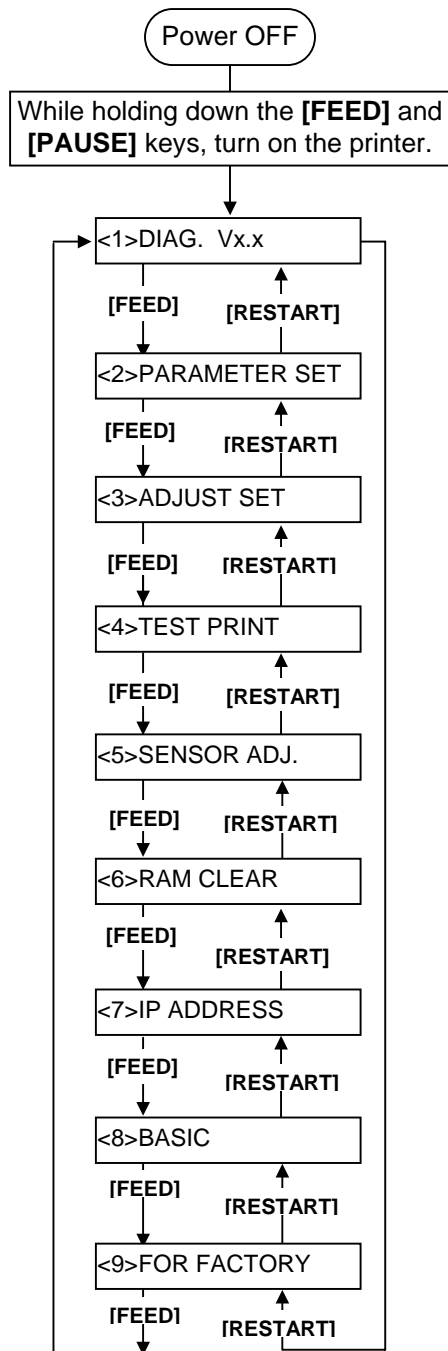 Power OFF
While holding down the [FEED] and
[PAUSE] keys, turn on the printer.
<1>DIAG. Vx.x
[FEED] [RESTART]
<2>PARAMETER SET
[FEED] [RESTART]
<3>ADJUST SET
[FEED] [RESTART]
<4>TEST PRINT
[FEED] [RESTART]
<5>SENSOR ADJ.
[FEED] [RESTART]
<6>RAM CLEAR
[FEED] [RESTART]
<7>IP ADDRESS
[FEED] [RESTART]
<8>BASIC
[FEED] [RESTART]
<9>FOR FACTORY
[FEED] [RESTART]